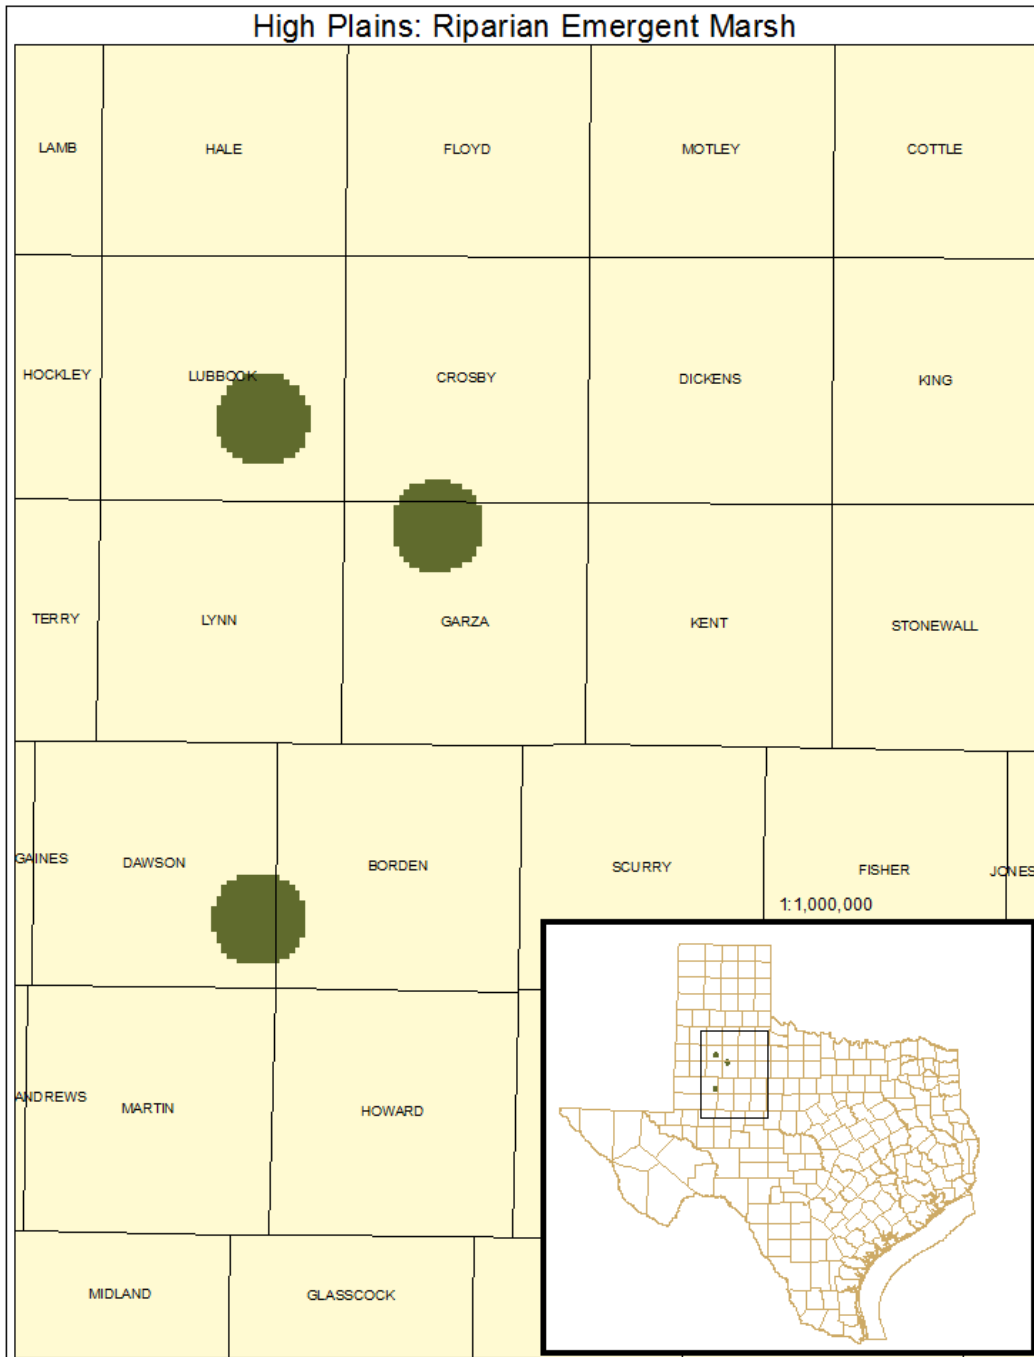 High Plains: Riparian Emergent Marsh
LAMB
HALE
FLOYD
MOTLEY
COTTLE
HOCKLEY
LUBBOCK
CROSBY
DICKENS
KING
TERRY
LYNN
GARZA
KENT
STONEWALL
GAINES
DAWSON
BORDEN
SCURRY
FISHER
JONES
1:1,000,000
ANDREWS
MARTIN
HOWARD
MIDLAND
GLASSCOCK